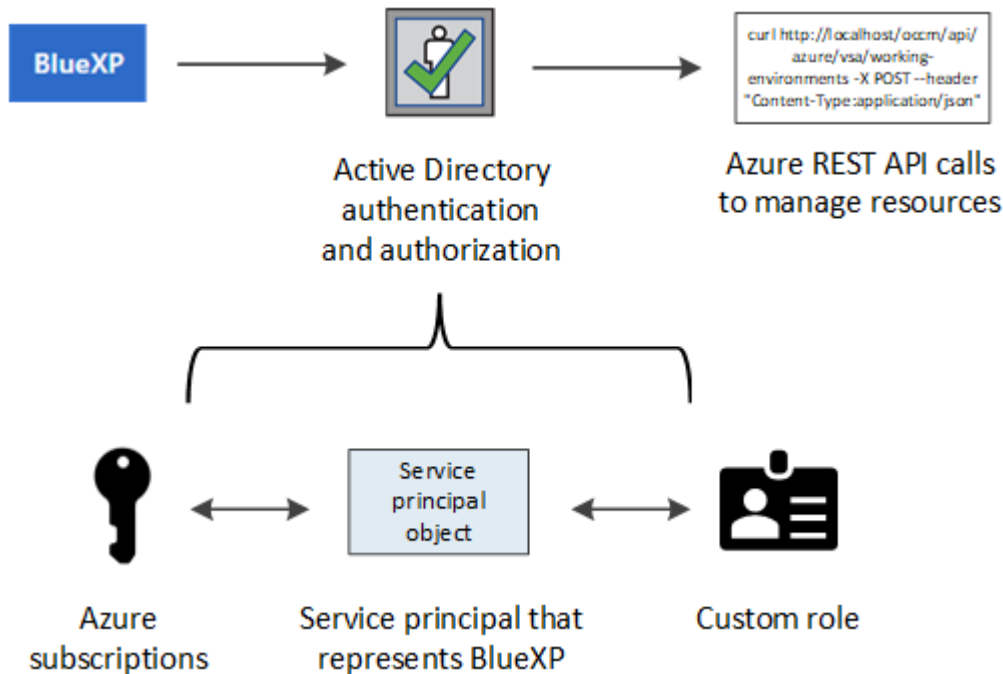 BlueXP
curl http://localhost/occm/api/
azure/vsa/working-
environments -X POST --header
"Content-Type:application/json"
Active Directory
authentication
and authorization
Azure REST API calls
to manage resources
Service
principal
object
Azure
subscriptions
Service principal that
represents BlueXP
Custom role